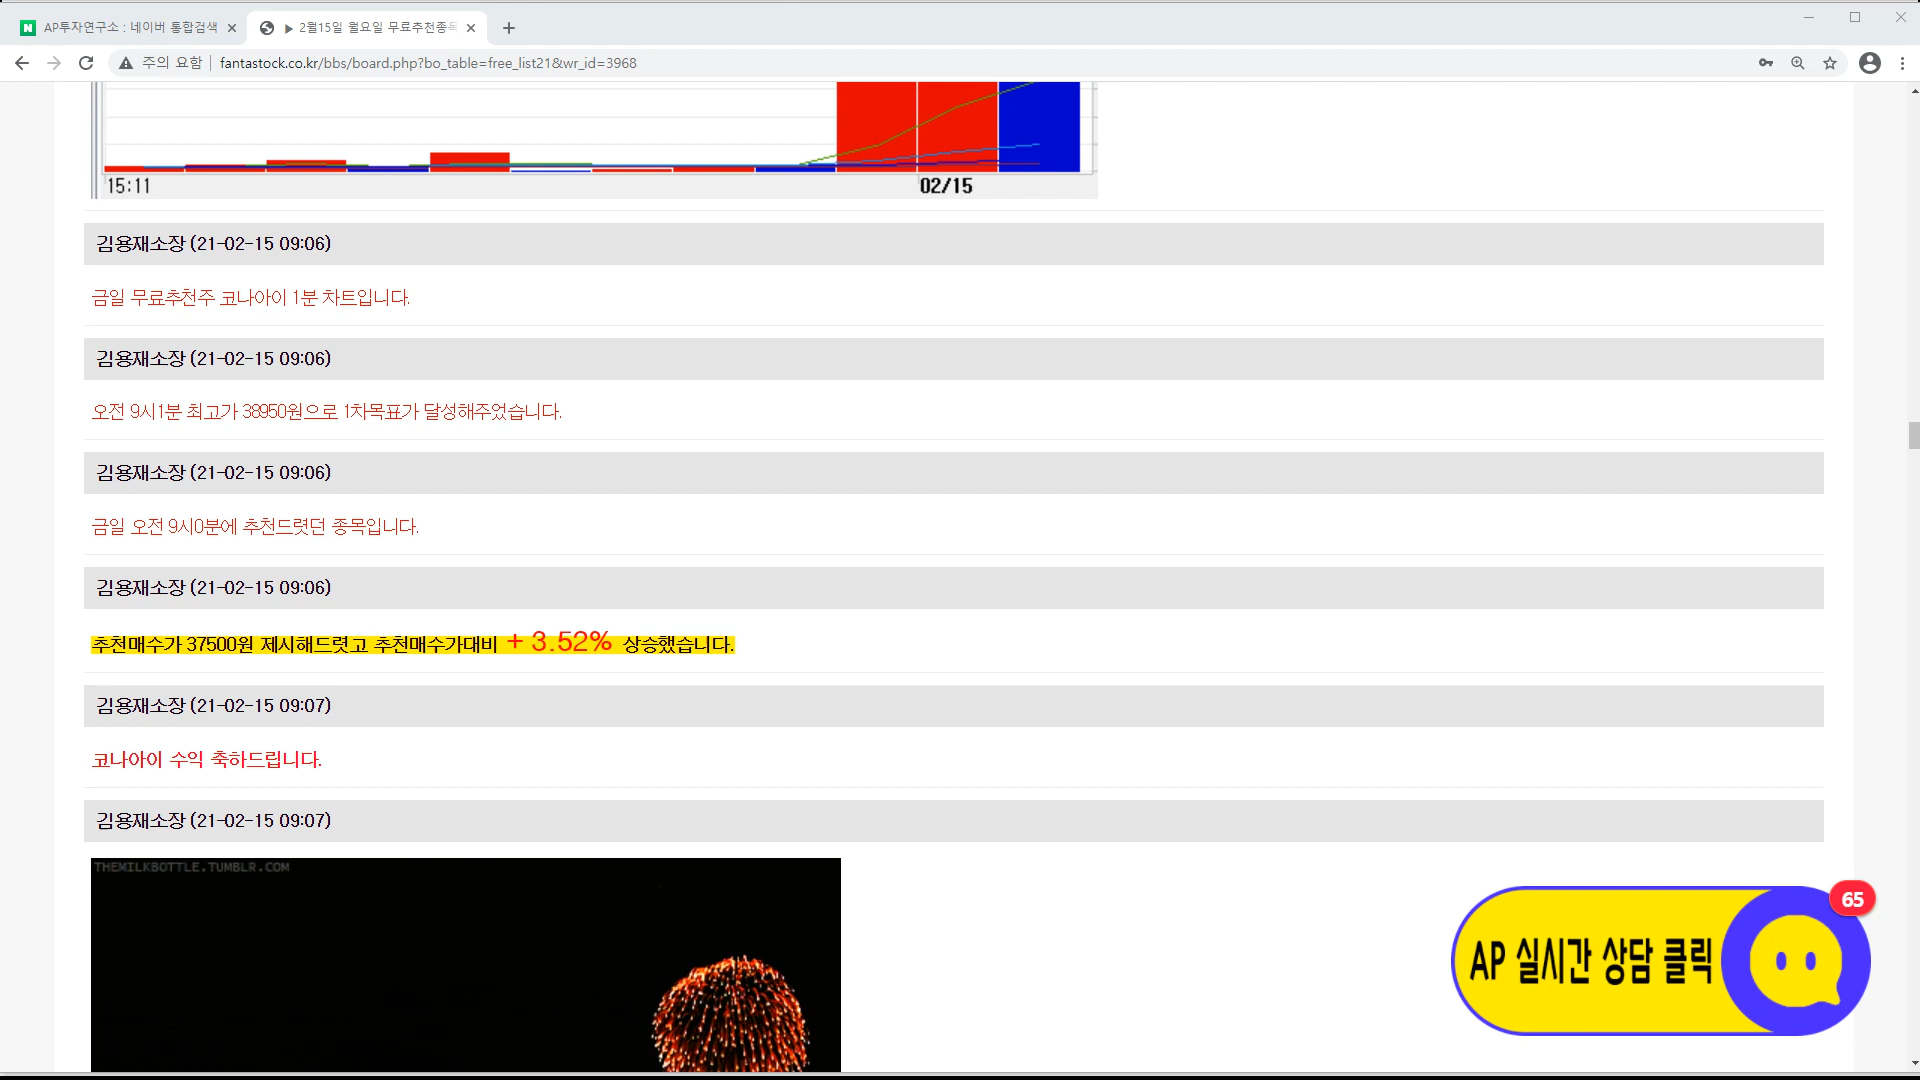 AP투자연구소 : 네이버 통합검색
▶ 2월15일 월요일 무료추천종목
주의 요함 | fantastock.co.kr/bbs/board.php?bo_table=free_list21&wr_id=3968
15:11
02/15
김용재소장 (21-02-15 09:06)
금일 무료추천주 코나아이 1분 차트입니다.
김용재소장 (21-02-15 09:06)
오전 9시1분 최고가 38950원으로 1차목표가 달성해주었습니다.
김용재소장 (21-02-15 09:06)
금일 오전 9시0분에 추천드렷던 종목입니다.
김용재소장 (21-02-15 09:06)
추천매수가 37500원 제시해드렷고 추천매수가대비 + 3.52% 상승했습니다.
김용재소장 (21-02-15 09:07)
코나아이 수익 축하드립니다.
김용재소장 (21-02-15 09:07)
THEMILKBOTTLE.TUMBLR.COM
65
AP 실시간 상담 클릭